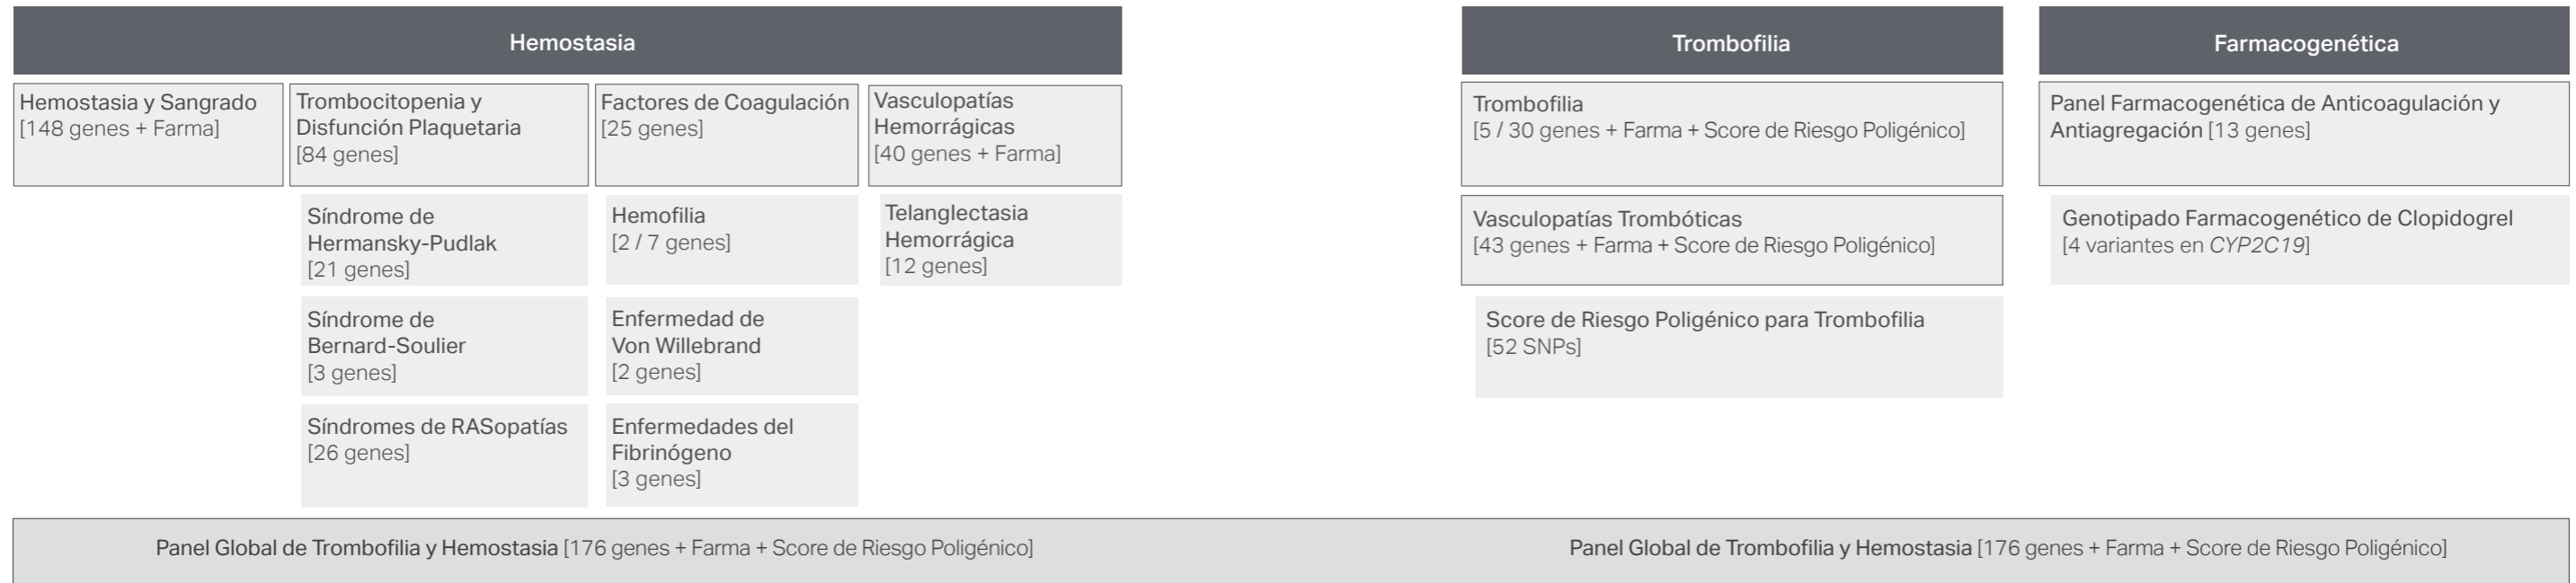 Hemostasia
Hemostasia y Sangrado
[148 genes + Farma]
Trombocitopenia y
Disfunción Plaquetaria
[84 genes]
Síndrome de
Hermansky-Pudlak
[21 genes]
Síndrome de
Bernard-Soulier
[3 genes]
Síndromes de RASopatías
[26 genes]
Factores de Coagulación
[25 genes]
Hemofilia
[2 / 7 genes]
Enfermedad de
Von Willebrand
[2 genes]
Enfermedades del
Fibrinógeno
[3 genes]
Vasculopatías
Hemorrágicas
[40 genes + Farma]
Telanglectasia
Hemorrágica
[12 genes]
Trombofilia
Trombofilia
[5 / 30 genes + Farma + Score de Riesgo Poligénico]
Vasculopatías Trombóticas
[43 genes + Farma + Score de Riesgo Poligénico]
Score de Riesgo Poligénico para Trombofilia
[52 SNPs]
Farmacogenética
Panel Farmacogenética de Anticoagulación y
Antiagregación [13 genes]
Genotipado Farmacogenético de Clopidogrel
[4 variantes en CYP2C19]
Panel Global de Trombofilia y Hemostasia [176 genes + Farma + Score de Riesgo Poligénico]
Panel Global de Trombofilia y Hemostasia [176 genes + Farma + Score de Riesgo Poligénico]